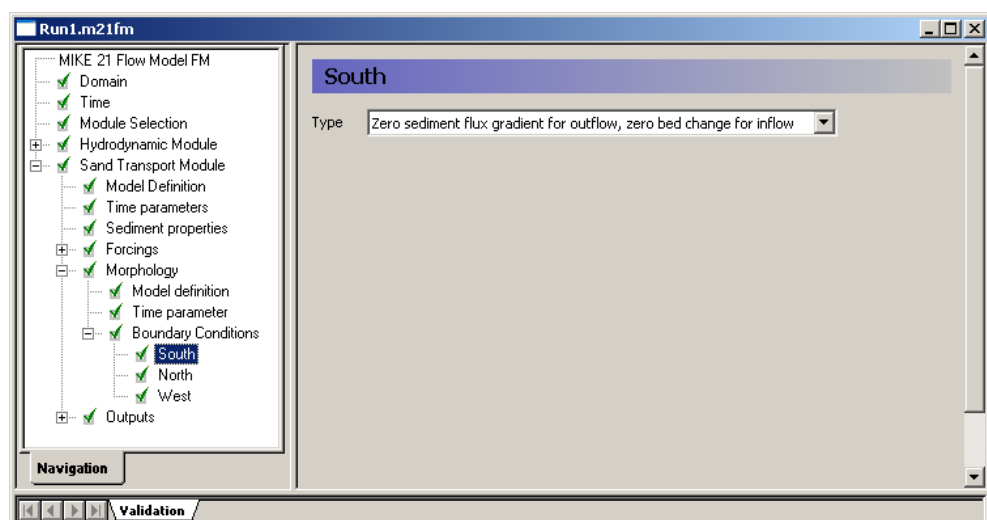 Run1.m21fm
MIKE 21 Flow Model FM
Domain
Time
Module Selection
Hydrodynamic Module
Sand Transport Module
Model Definition
Time parameters
Sediment properties
Forcings
Morphology
Model definition
Time parameter
Boundary Conditions
South
North
West
Outputs
Navigation
South
Type Zero sediment flux gradient for outflow, zero bed change for inflow
Validation